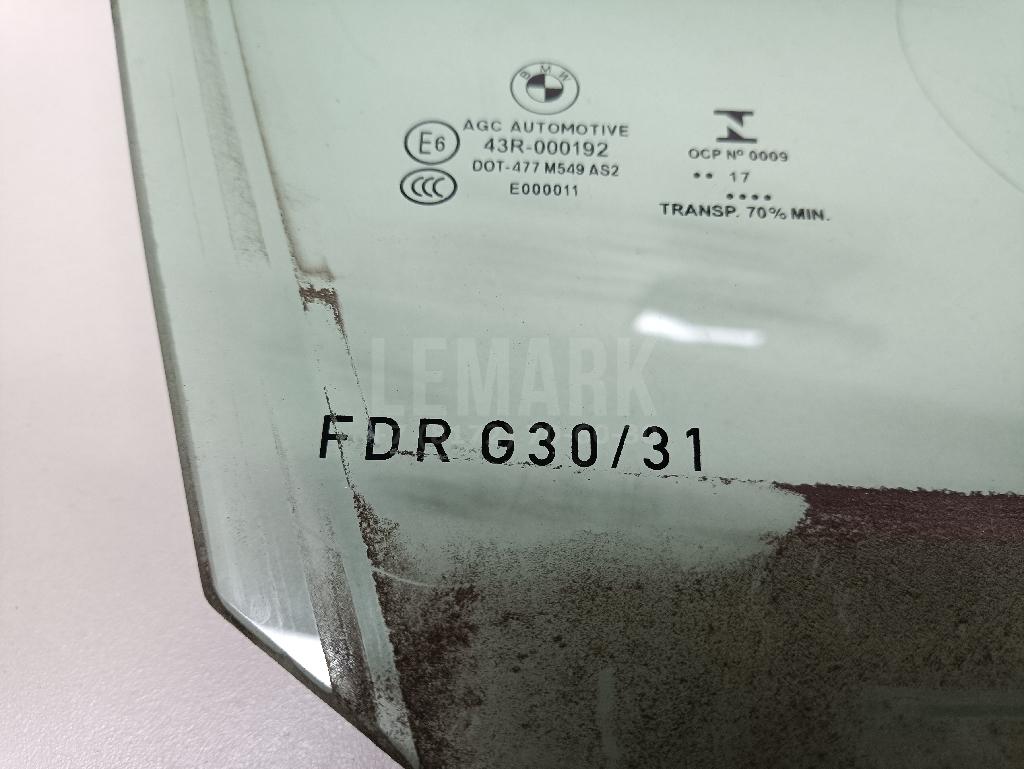 BMW
AGC AUTOMOTIVE
E6
43R-000192
DOT-477 M549 AS2
CCC
E000011
OCP Nº 0009
•• 17
••••
TRANSP. 70% MIN.
LEMARK
FDR G30/31